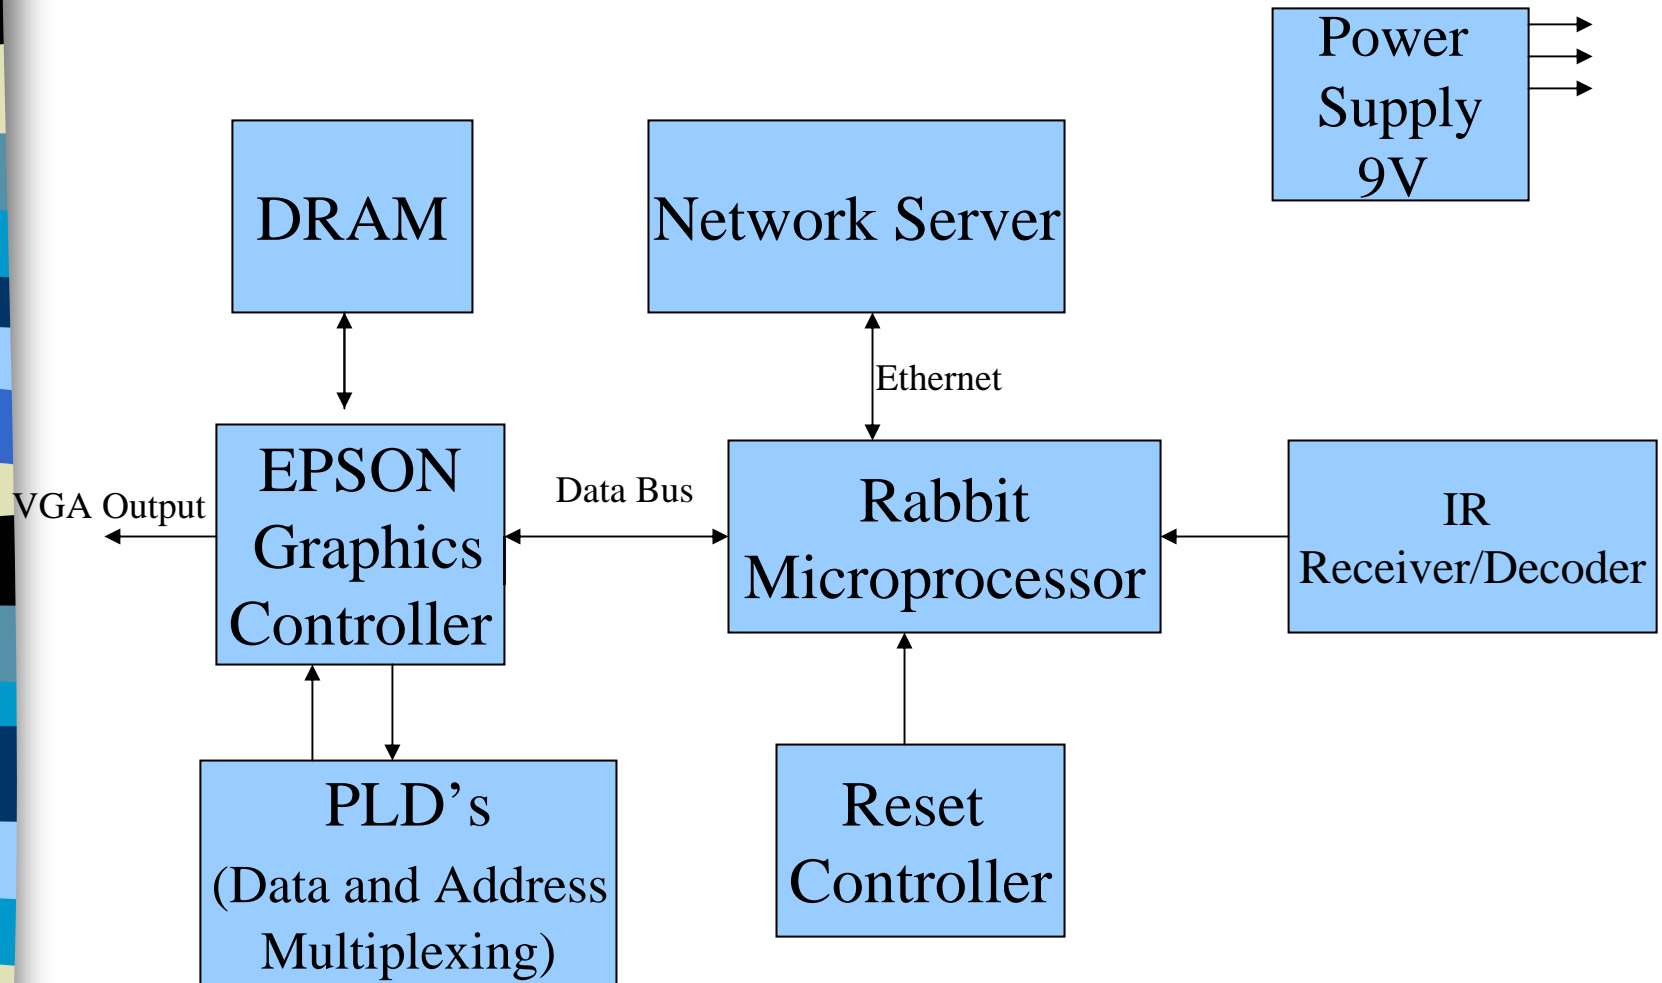 Power
Supply
9V
DRAM
Network Server
Ethernet
VGA Output
EPSON
Graphics
Controller
Data Bus
Rabbit
Microprocessor
IR
Receiver/Decoder
PLD’s
(Data and Address
Multiplexing)
Reset
Controller